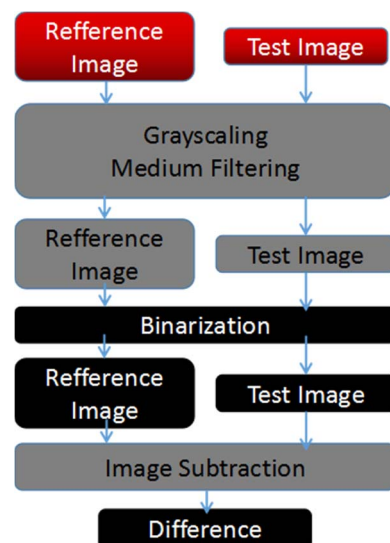 Refference
Image
Test Image
Grayscaling
Medium Filtering
Refference
Image
Test Image
Binarization
Refference
Image
Test Image
Image Subtraction
Difference